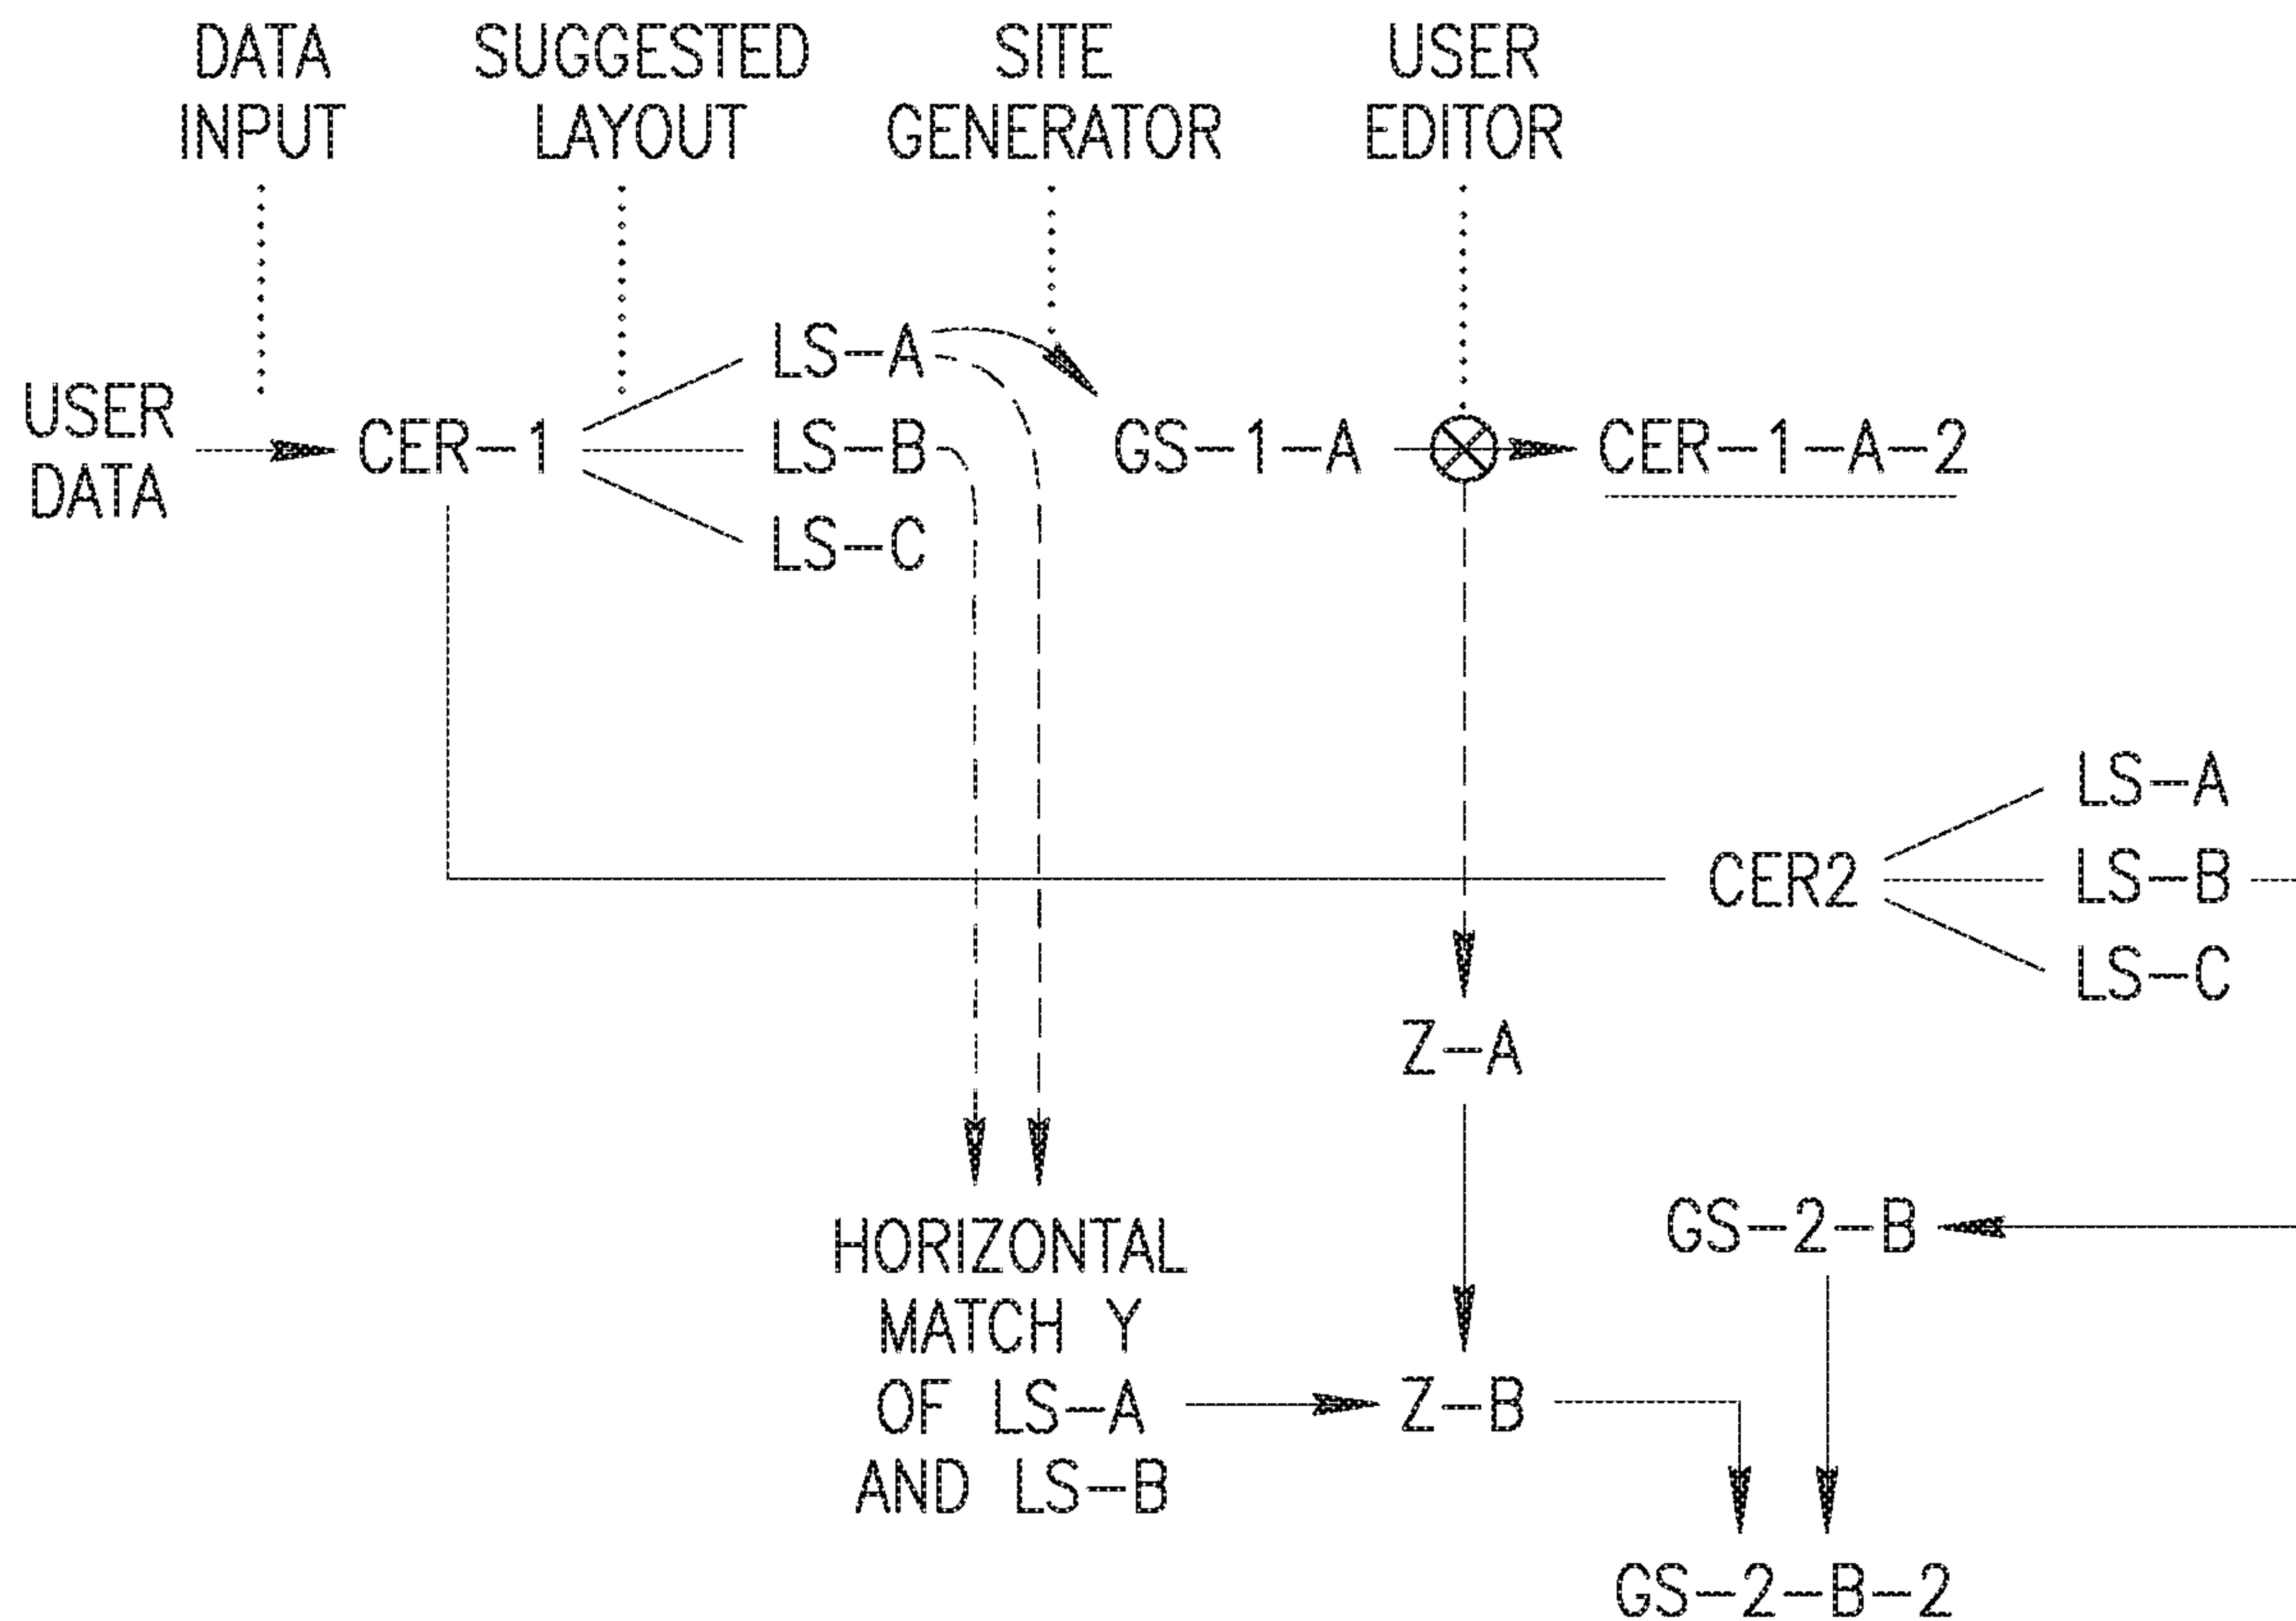 DATA
INPUT
SUGGESTED
LAYOUT
SITE
GENERATOR
USER
EDITOR
USER
DATA
CER-1
LS-A
LS-B
LS-C
GS-1-A
CER-1-A-2
CER2
LS-A
LS-B
LS-C
Z-A
HORIZONTAL
MATCH Y
OF LS-A
AND LS-B
Z-B
GS-2-B
GS-2-B-2